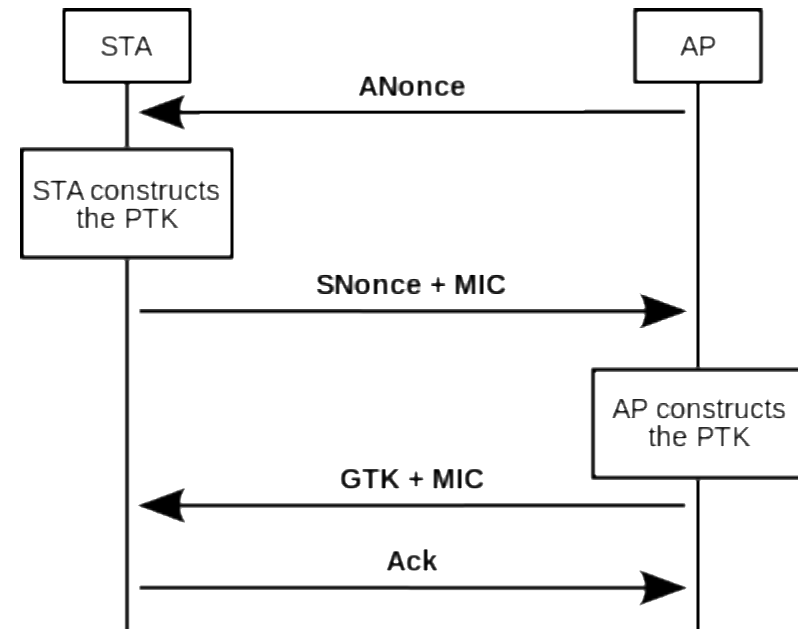 STA
AP
ANonce
STA constructs
the PTK
SNonce + MIC
AP constructs
the PTK
GTK + MIC
Ack